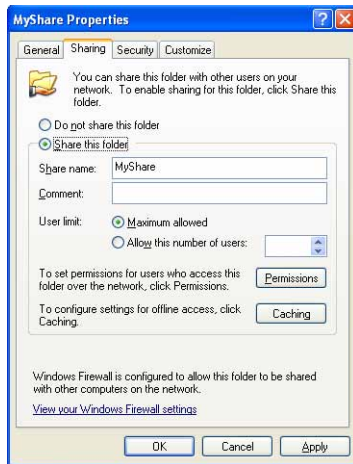 MyShare Properties
General Sharing Security Customize
You can share this folder with other users on your
network. To enable sharing for this folder, click Share this
folder.
Do not share this folder
Share this folder
Share name: MyShare
Comment:
User limit: Maximum allowed
Allow this number of users:
To set permissions for users who access this
folder over the network, click Permissions.
Permissions
To configure settings for offline access, click
Caching.
Caching
Windows Firewall is configured to allow this folder to be shared
with other computers on the network.
View your Windows Firewall settings
OK Cancel Apply